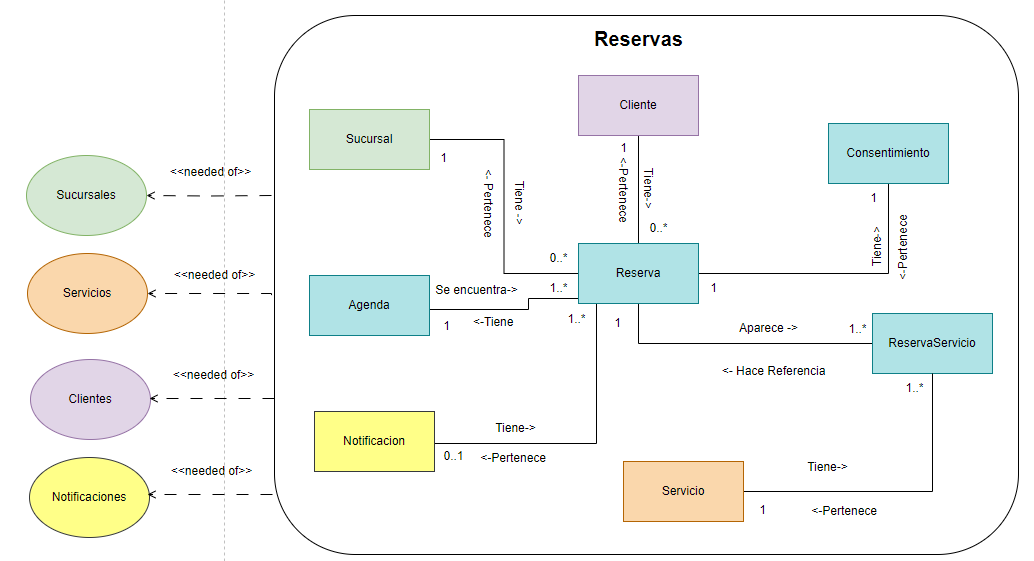 Reservas
Cliente
Sucursal
Consentimiento
1
1
<<needed of>>
<- Pertenece
Tiene ->
<-Pertenece
Tiene->
1
Sucursales
Tiene->
<-Pertenece
0..*
0..*
<<needed of>>
Reserva
Servicios
Se encuentra->
1..*
1
Agenda
1
<-Tiene
1..*
1
Aparece ->
1..*
ReservaServicio
<<needed of>>
<- Hace Referencia
1..*
Clientes
Notificacion
Tiene->
0..1
<-Pertenece
<<needed of>>
Tiene->
Notificaciones
Servicio
1
<-Pertenece